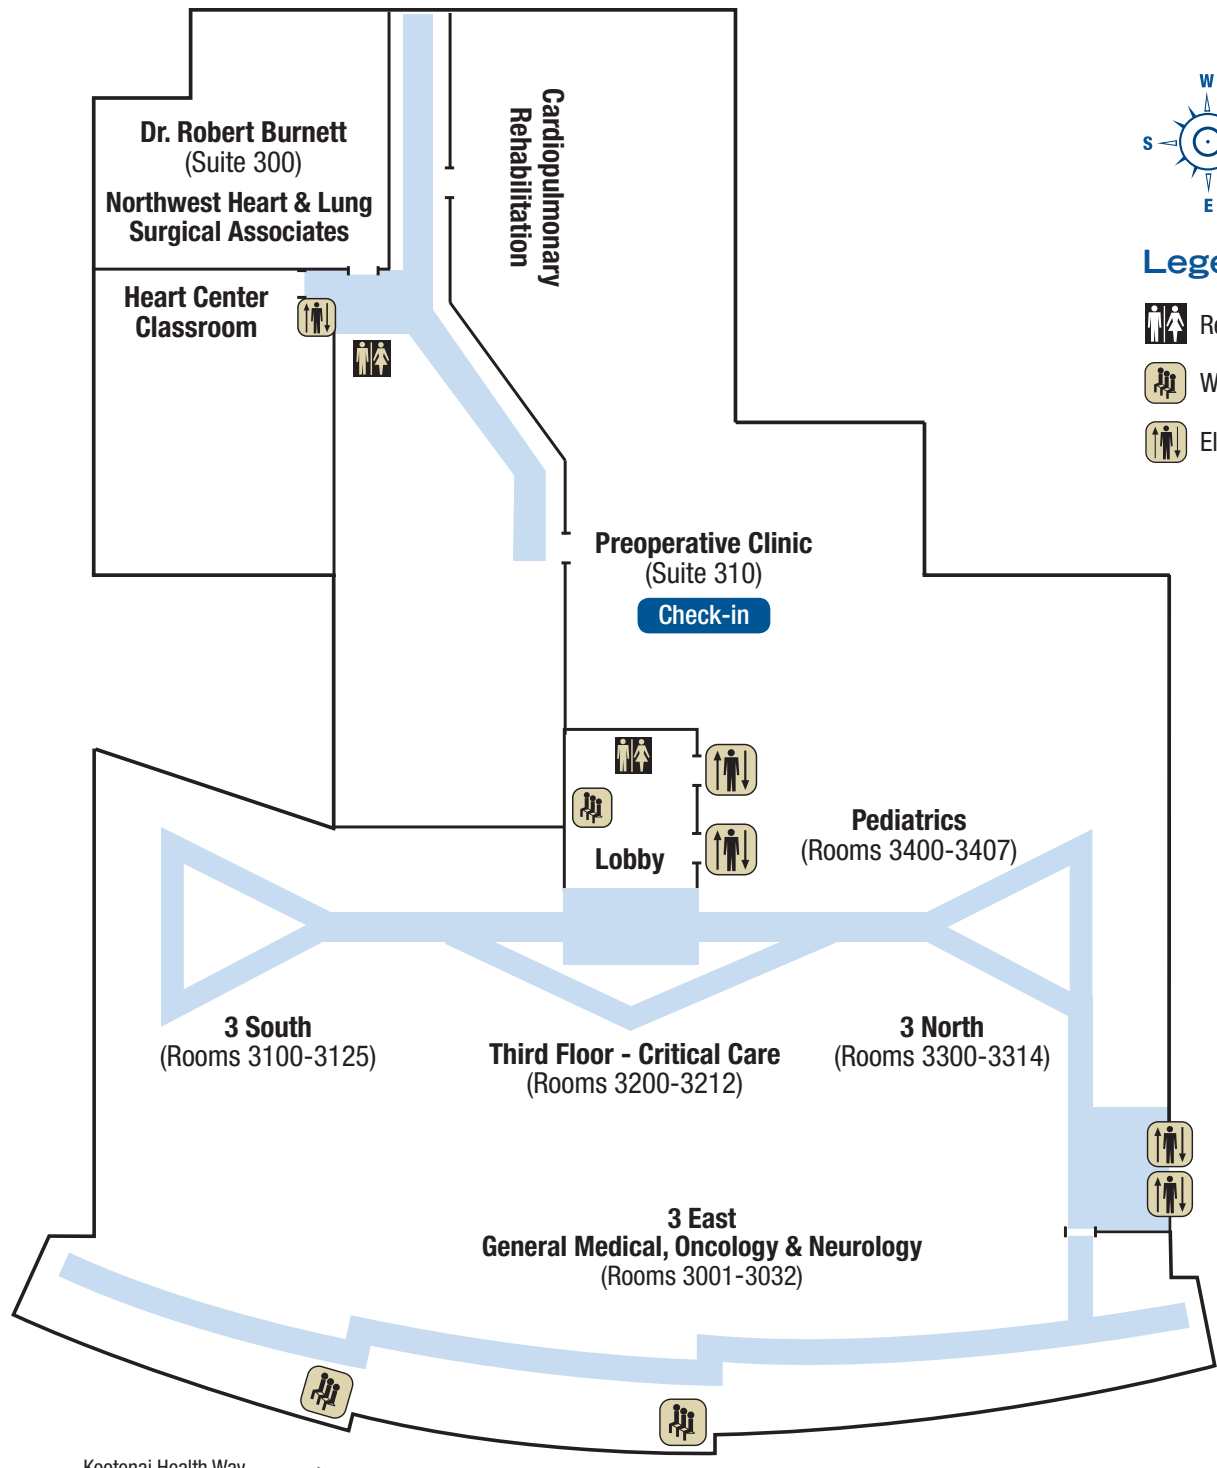 Dr. Robert Burnett
(Suite 300)
Northwest Heart & Lung
Surgical Associates
Cardiopulmonary
Rehabilitation
W
S
E
Heart Center
Classroom
Preoperative Clinic
(Suite 310)
Check-in
Lobby
Pediatrics
(Rooms 3400-3407)
3 South
(Rooms 3100-3125)
Third Floor - Critical Care
(Rooms 3200-3212)
3 North
(Rooms 3300-3314)
3 East
General Medical, Oncology & Neurology
(Rooms 3001-3032)
Kootenai Health Way